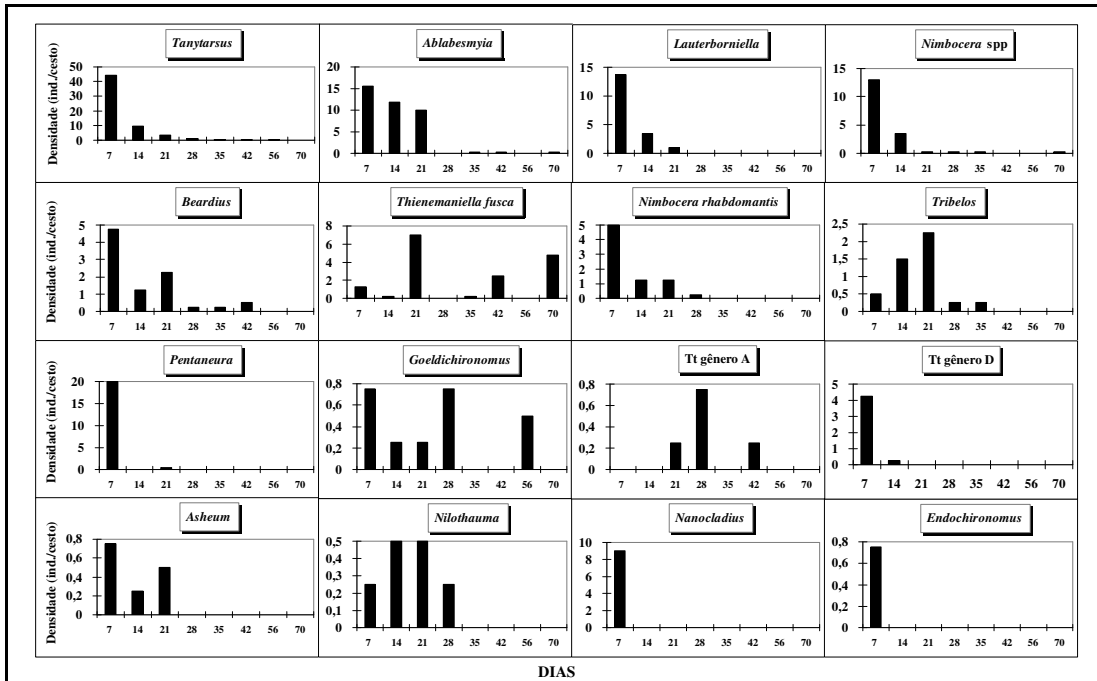 Tanytarsus
Densidade (ind./cesto)
50
40
30
20
10
0
7 14 21 28 35 42 56 70
Ablabesmyia
20
15
10
5
0
7 14 21 28 35 42 56 70
Lauterborniella
15
10
5
0
7 14 21 28 35 42 56 70
Nimbocera spp
15
10
5
0
7 14 21 28 35 42 56 70
Beardius
Densidade (ind./cesto)
5
4
3
2
1
0
7 14 21 28 35 42 56 70
Thienemaniella fusca
8
6
4
2
0
7 14 21 28 35 42 56 70
Nimbocera rhabdomantis
5
4
3
2
1
0
7 14 21 28 35 42 56 70
Tribelos
2,5
2
1,5
1
0,5
0
7 14 21 28 35 42 56 70
Pentaneura
Densidade (ind./cesto)
20
15
10
5
0
7 14 21 28 35 42 56 70
Goeldichironomus
0,8
0,6
0,4
0,2
0
7 14 21 28 35 42 56 70
Tt gênero A
0,8
0,6
0,4
0,2
0
7 14 21 28 35 42 56 70
Tt gênero D
5
4
3
2
1
0
7 14 21 28 35 42 56 70
Asheum
Densidade (ind./cesto)
0,8
0,6
0,4
0,2
0
7 14 21 28 35 42 56 70
Nilothauma
0,5
0,4
0,3
0,2
0,1
0
7 14 21 28 35 42 56 70
Nanocladius
10
8
6
4
2
0
7 14 21 28 35 42 56 70
Endochironomus
0,8
0,6
0,4
0,2
0
7 14 21 28 35 42 56 70
DIAS